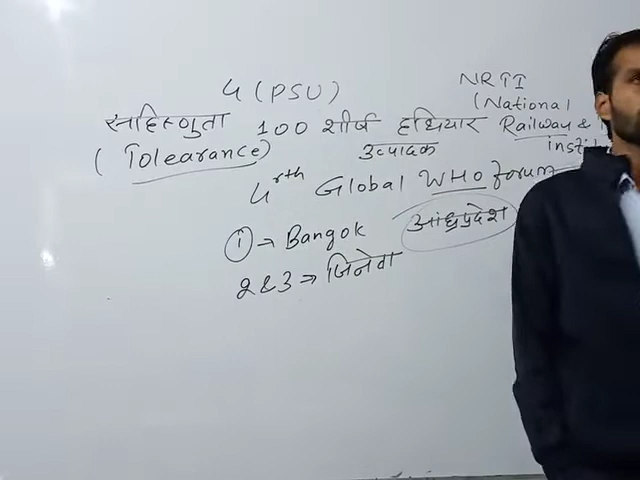 4 (PSU)
NRTI
(National
सहिष्णुता 100 शीर्ष हथियार Railway &
(Tolearance) उत्पादक
4rth Global WHO forum
i → Bangok आंध्रप्रदेश
2&3 → जिनेवा